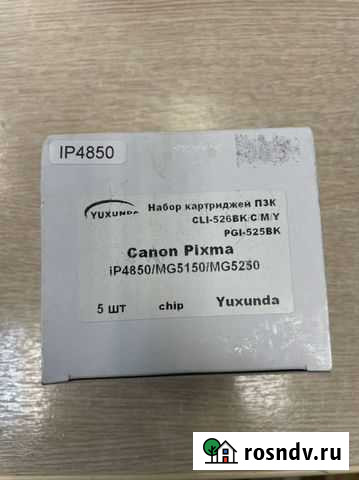 IP4850
YUXUNDA
Набор картриджей ПЗК
CLI-526BK/C/M/Y
PGI-525BK
Canon Pixma
iP4850/MG5150/MG5250
5 шт chip Yuxunda
rosndv.ru